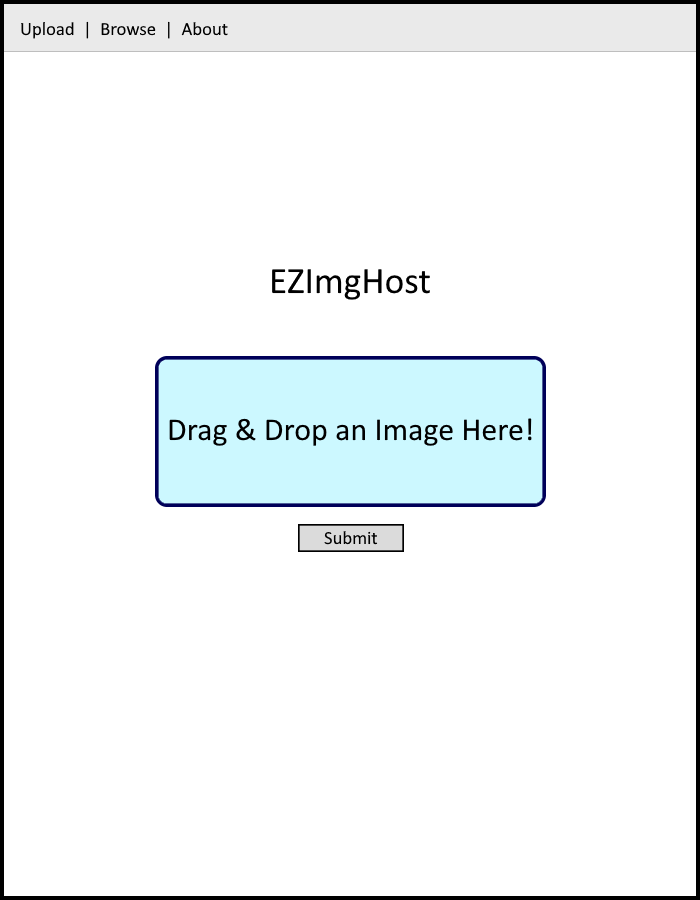 Upload | Browse | About
EZImgHost
Drag & Drop an Image Here!
Submit